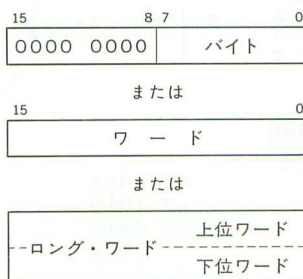 15 8 7 0
0000 0000 バイト
または
15 0
ワード
または
上位ワード
ロング・ワード
下位ワード